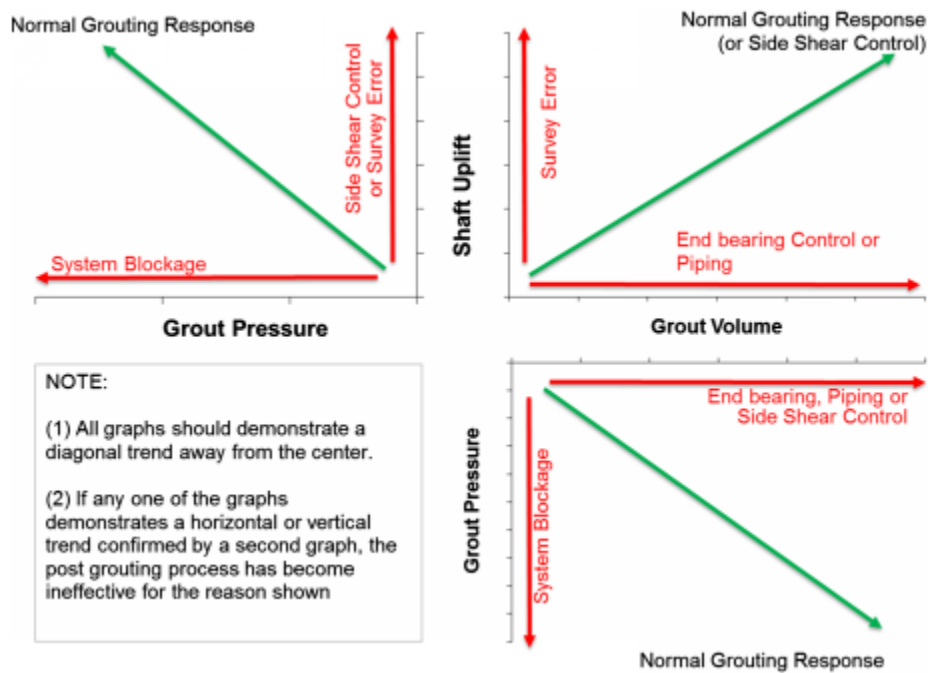 Normal Grouting Response
Side Shear Control
or Survey Error
System Blockage
Grout Pressure
Shaft Uplift
Normal Grouting Response
(or Side Shear Control)
Survey Error
End bearing Control or
Piping
Grout Volume
NOTE:
(1) All graphs should demonstrate a
diagonal trend away from the center.
(2) If any one of the graphs
demonstrates a horizontal or vertical
trend confirmed by a second graph, the
post grouting process has become
ineffective for the reason shown
End bearing, Piping or
Side Shear Control
Grout Pressure
System Blockage
Normal Grouting Response